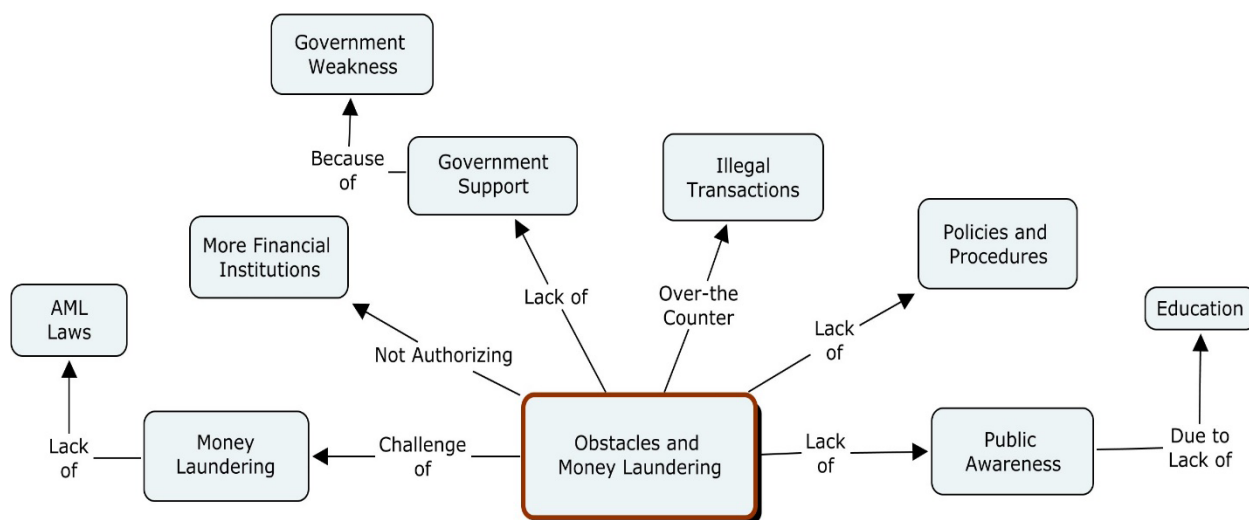 Government
Weakness
Because
of
Government
Support
Illegal
Transactions
More Financial
Institutions
Policies and
Procedures
AML
Laws
Lack of
Over-the
Counter
Education
Not Authorizing
Lack
of
Lack
of
Money
Laundering
Challenge
of
Obstacles and
Money Laundering
Lack
of
Public
Awareness
Due to
Lack of